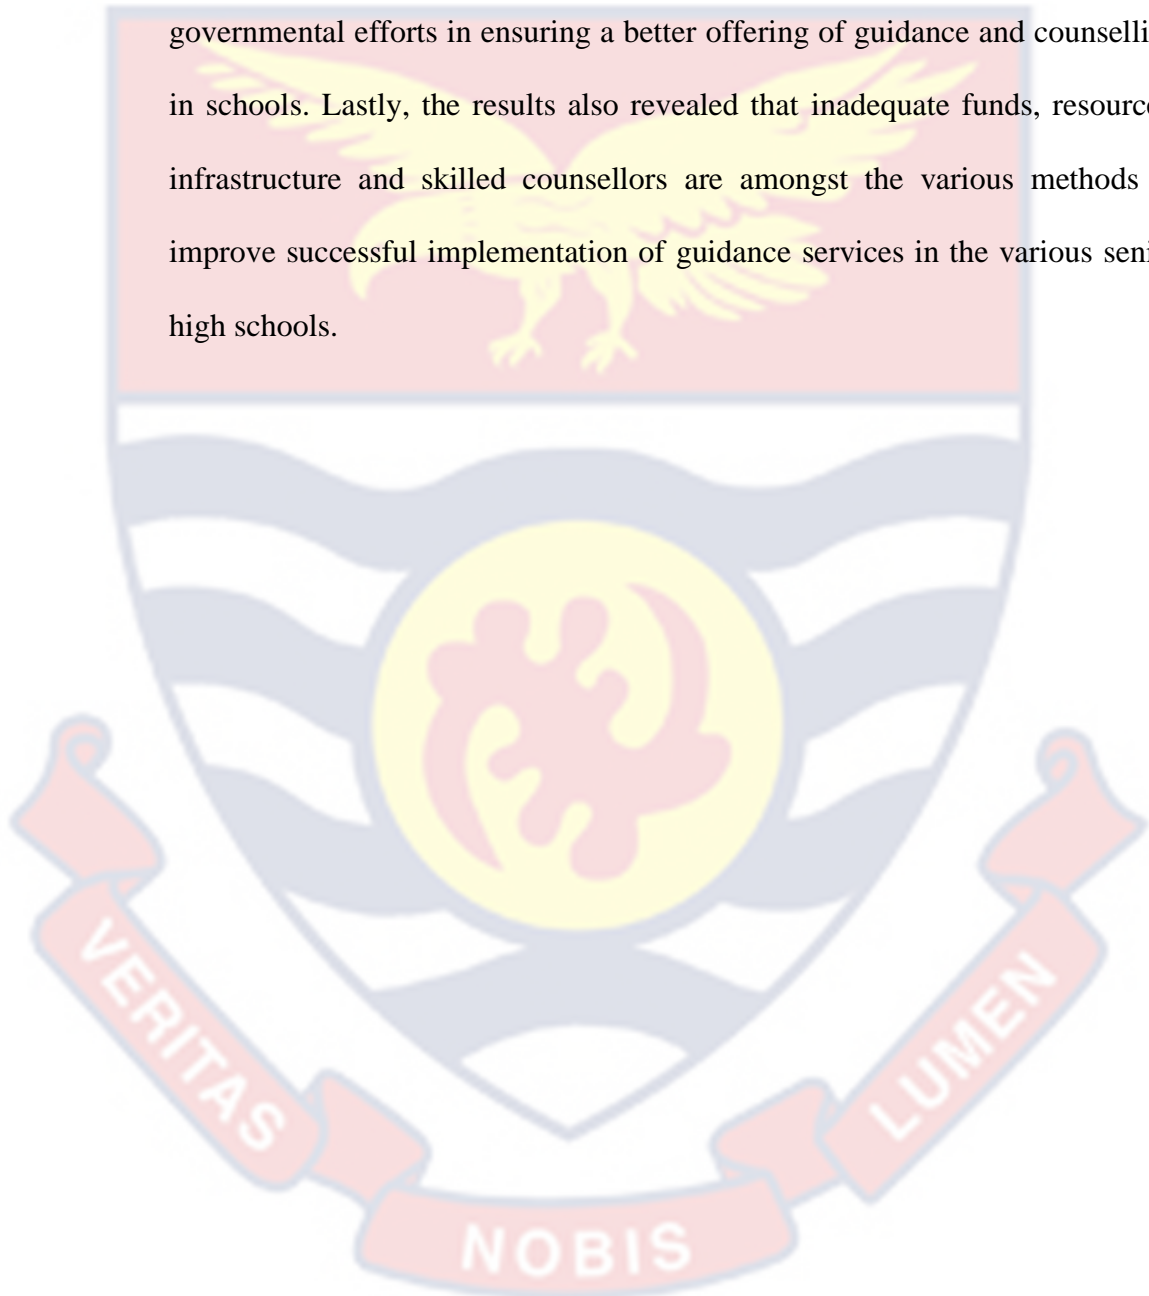 governmental efforts in ensuring a better offering of guidance and counselli
in schools. Lastly, the results also revealed that inadequate funds, resourc
infrastructure and skilled counsellors are amongst the various methods
improve successful implementation of guidance services in the various seni
high schools.
VERITAS
NOBIS
LUMEN